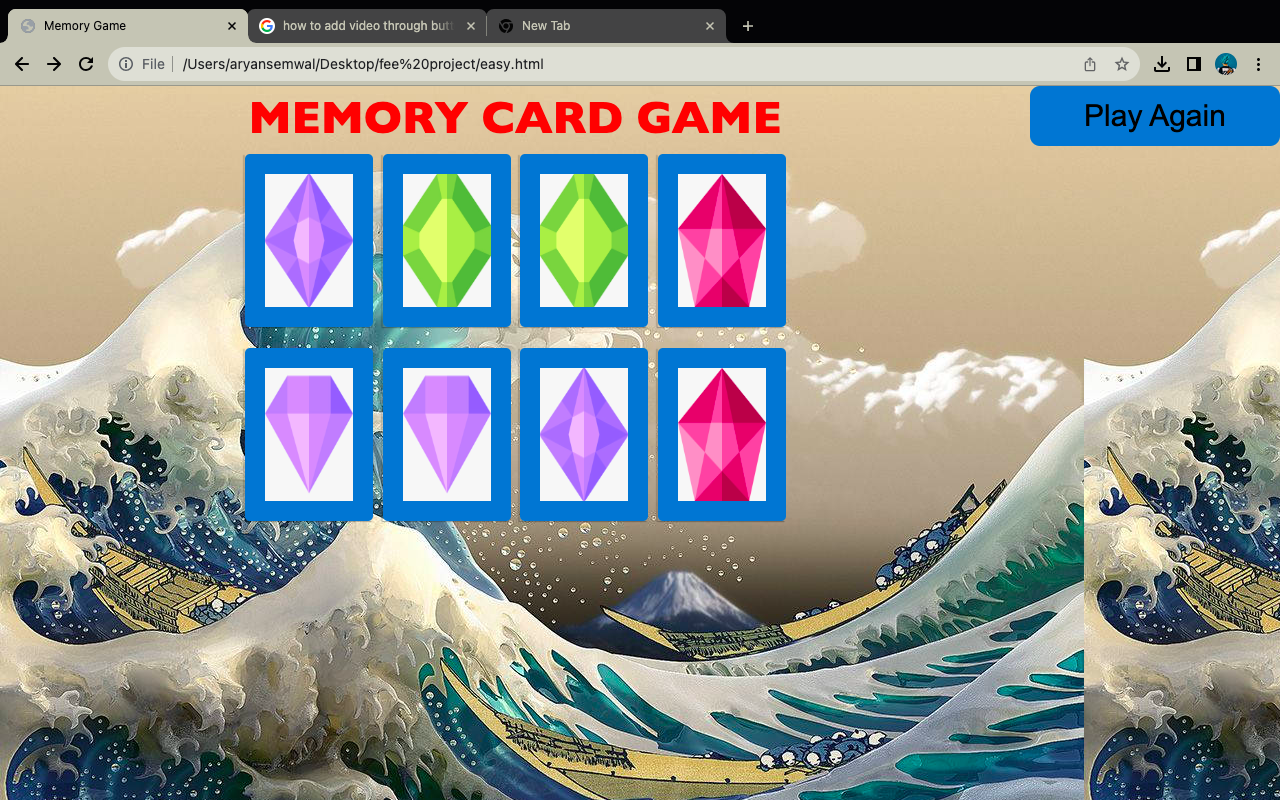 Memory Game
how to add video through butt
New Tab
File
/Users/aryansemwal/Desktop/fee%20project/easy.html
MEMORY CARD GAME
Play Again